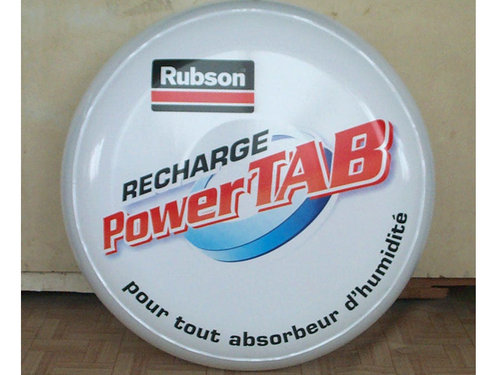 Rubson
RECHARGE
PowerTAB
pour tout absorbeur d'humidité